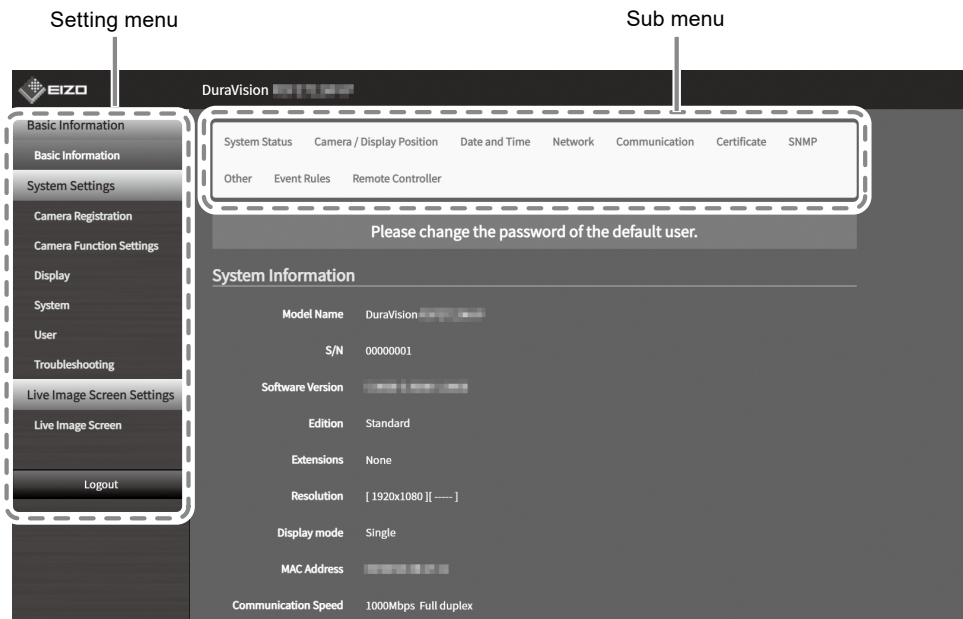 Setting menu
Sub menu
EIZO
DuraVision
Basic Information
Basic Information
System Settings
Camera Registration
Camera Function Settings
Display
System
User
Troubleshooting
Live Image Screen Settings
Live Image Screen
Logout
System Status Camera / Display Position Date and Time Network Communication Certificate SNMP
Other Event Rules Remote Controller
Please change the password of the default user.
System Information
Model Name DuraVision
S/N 00000001
Software Version
Edition Standard
Extensions None
Resolution [ 1920x1080 ][ ----- ]
Display mode Single
MAC Address
Communication Speed 1000Mbps Full duplex